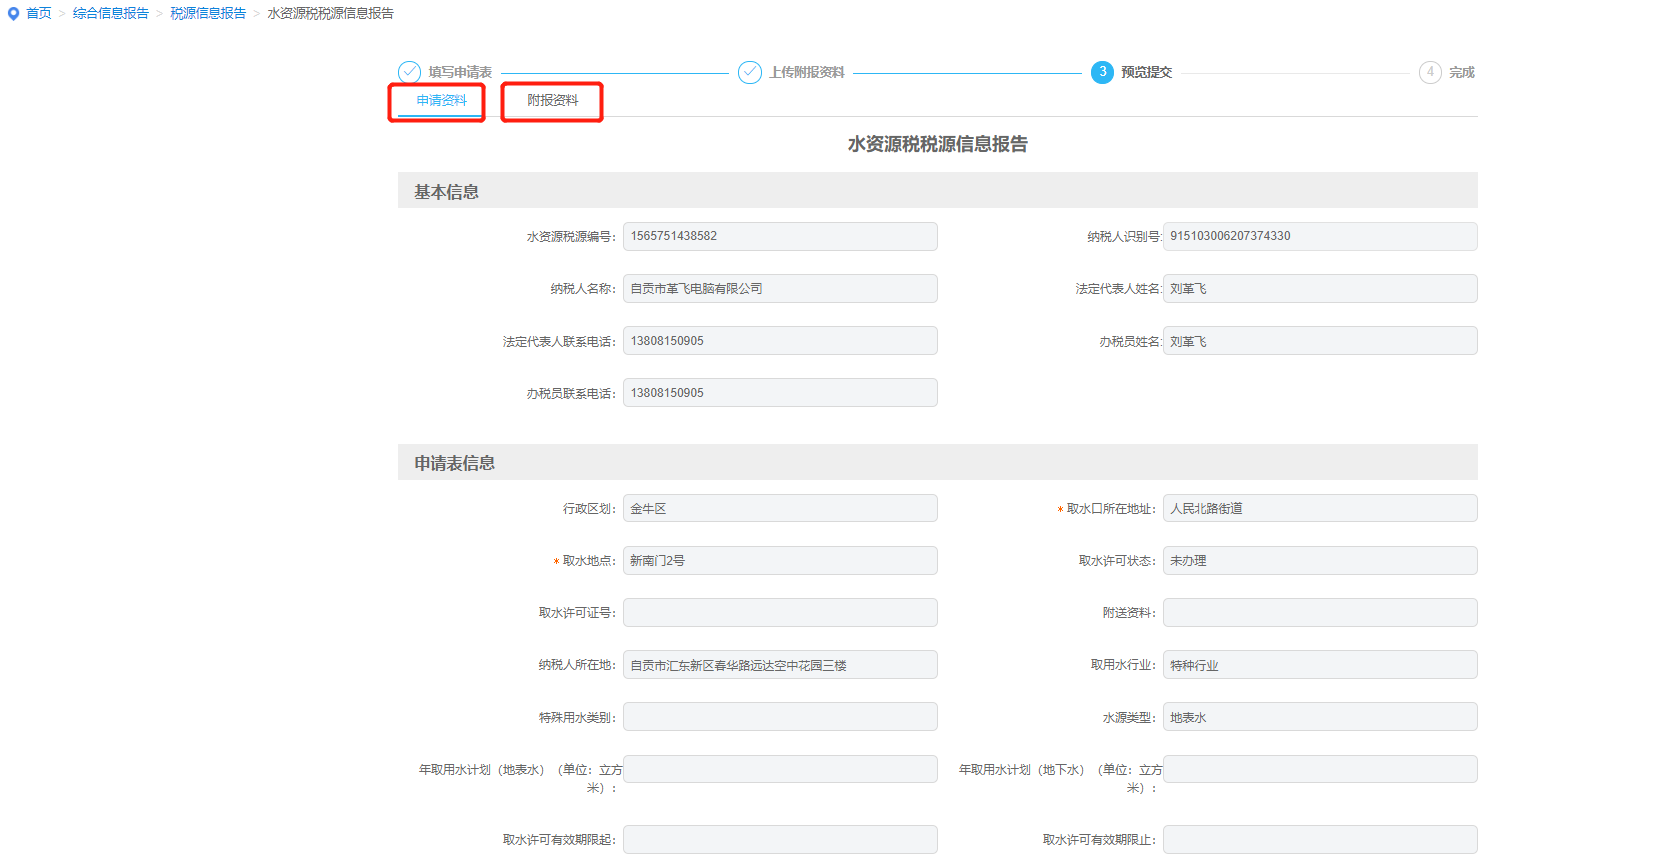 首页 > 综合信息报告 > 税源信息报告 > 水资源税税源信息报告
填写申请表 上传附报资料 3 预览提交 4 完成
申请资料 附报资料
水资源税税源信息报告
基本信息
水资源税源编号: 1565751438582 纳税人识别号: 915103006207374330
纳税人名称: 自贡市革飞电脑有限公司 法定代表人姓名: 刘革飞
法定代表人联系电话: 13808150905 办税员姓名: 刘革飞
办税员联系电话: 13808150905
申请表信息
行政区划: 金牛区 * 取水口所在地址: 人民北路街道
* 取水地点: 新南门2号 取水许可状态: 未办理
取水许可证号: 附送资料:
纳税人所在地: 自贡市汇东新区春华路远达空中花园三楼 取用水行业: 特种行业
特殊用水类别: 水源类型: 地表水
年取用水计划（地表水）（单位：立方 年取用水计划（地下水）（单位：立方
米）: 米）:
取水许可有效期限起: 取水许可有效期限止: